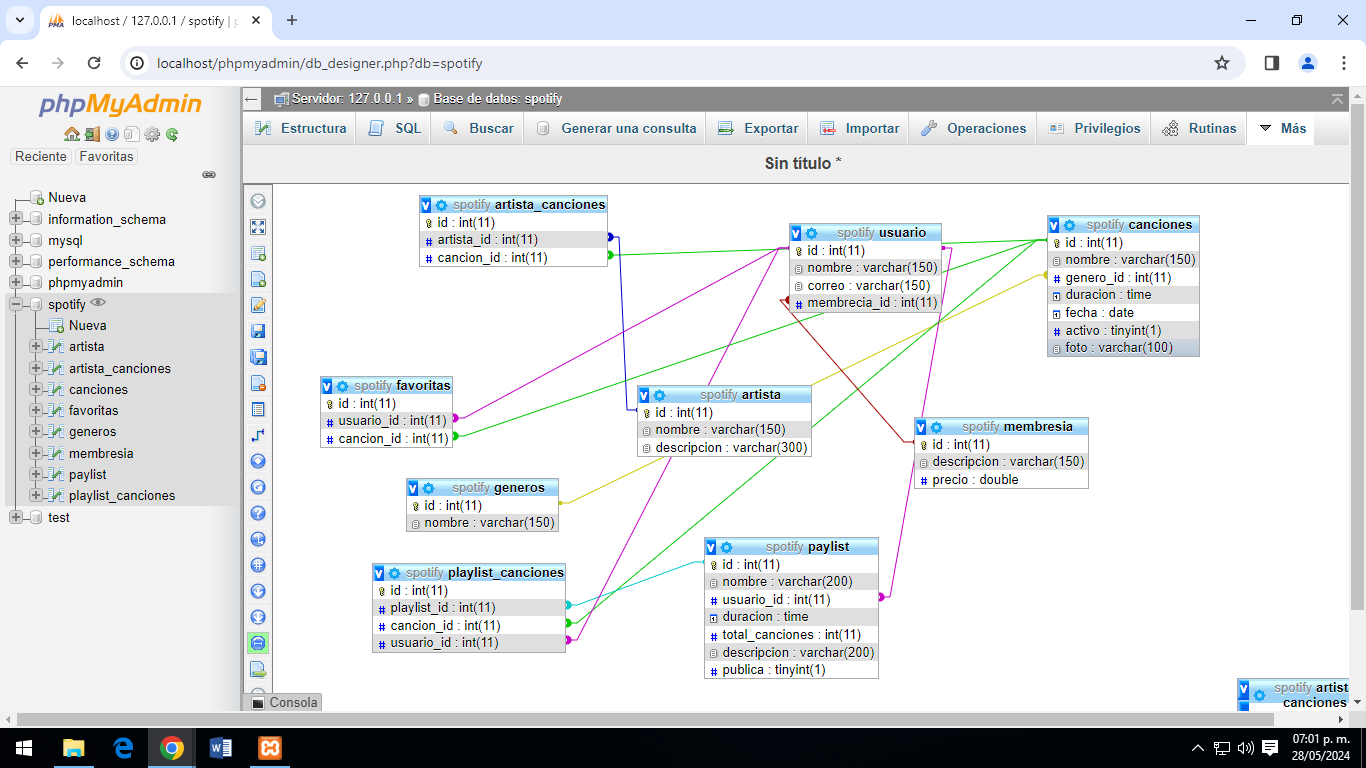 localhost / 127.0.0.1 / spotify | p
localhost/phpmyadmin/db_designer.php?db=spotify
phpMyAdmin
Reciente Favoritas
Nueva
information_schema
mysql
performance_schema
phpmyadmin
spotify
Nueva
artista
artista_canciones
canciones
favoritas
generos
membresia
paylist
playlist_canciones
test
Servidor: 127.0.0.1 » Base de datos: spotify
Estructura SQL Buscar Generar una consulta Exportar Importar Operaciones Privilegios Rutinas Más
Sin título *
spotify artista_canciones
id : int(11)
artista_id : int(11)
cancion_id : int(11)
spotify usuario
id : int(11)
nombre : varchar(150)
correo : varchar(150)
membrecia_id : int(11)
spotify canciones
id : int(11)
nombre : varchar(150)
genero_id : int(11)
duracion : time
fecha : date
activo : tinyint(1)
foto : varchar(100)
spotify favoritas
id : int(11)
usuario_id : int(11)
cancion_id : int(11)
spotify artista
id : int(11)
nombre : varchar(150)
descripcion : varchar(300)
spotify membresia
id : int(11)
descripcion : varchar(150)
precio : double
spotify generos
id : int(11)
nombre : varchar(150)
spotify paylist
id : int(11)
nombre : varchar(200)
usuario_id : int(11)
duracion : time
total_canciones : int(11)
descripcion : varchar(200)
publica : tinyint(1)
spotify playlist_canciones
id : int(11)
playlist_id : int(11)
cancion_id : int(11)
usuario_id : int(11)
spotify artist
canciones
Consola
07:01 p. m.
28/05/2024